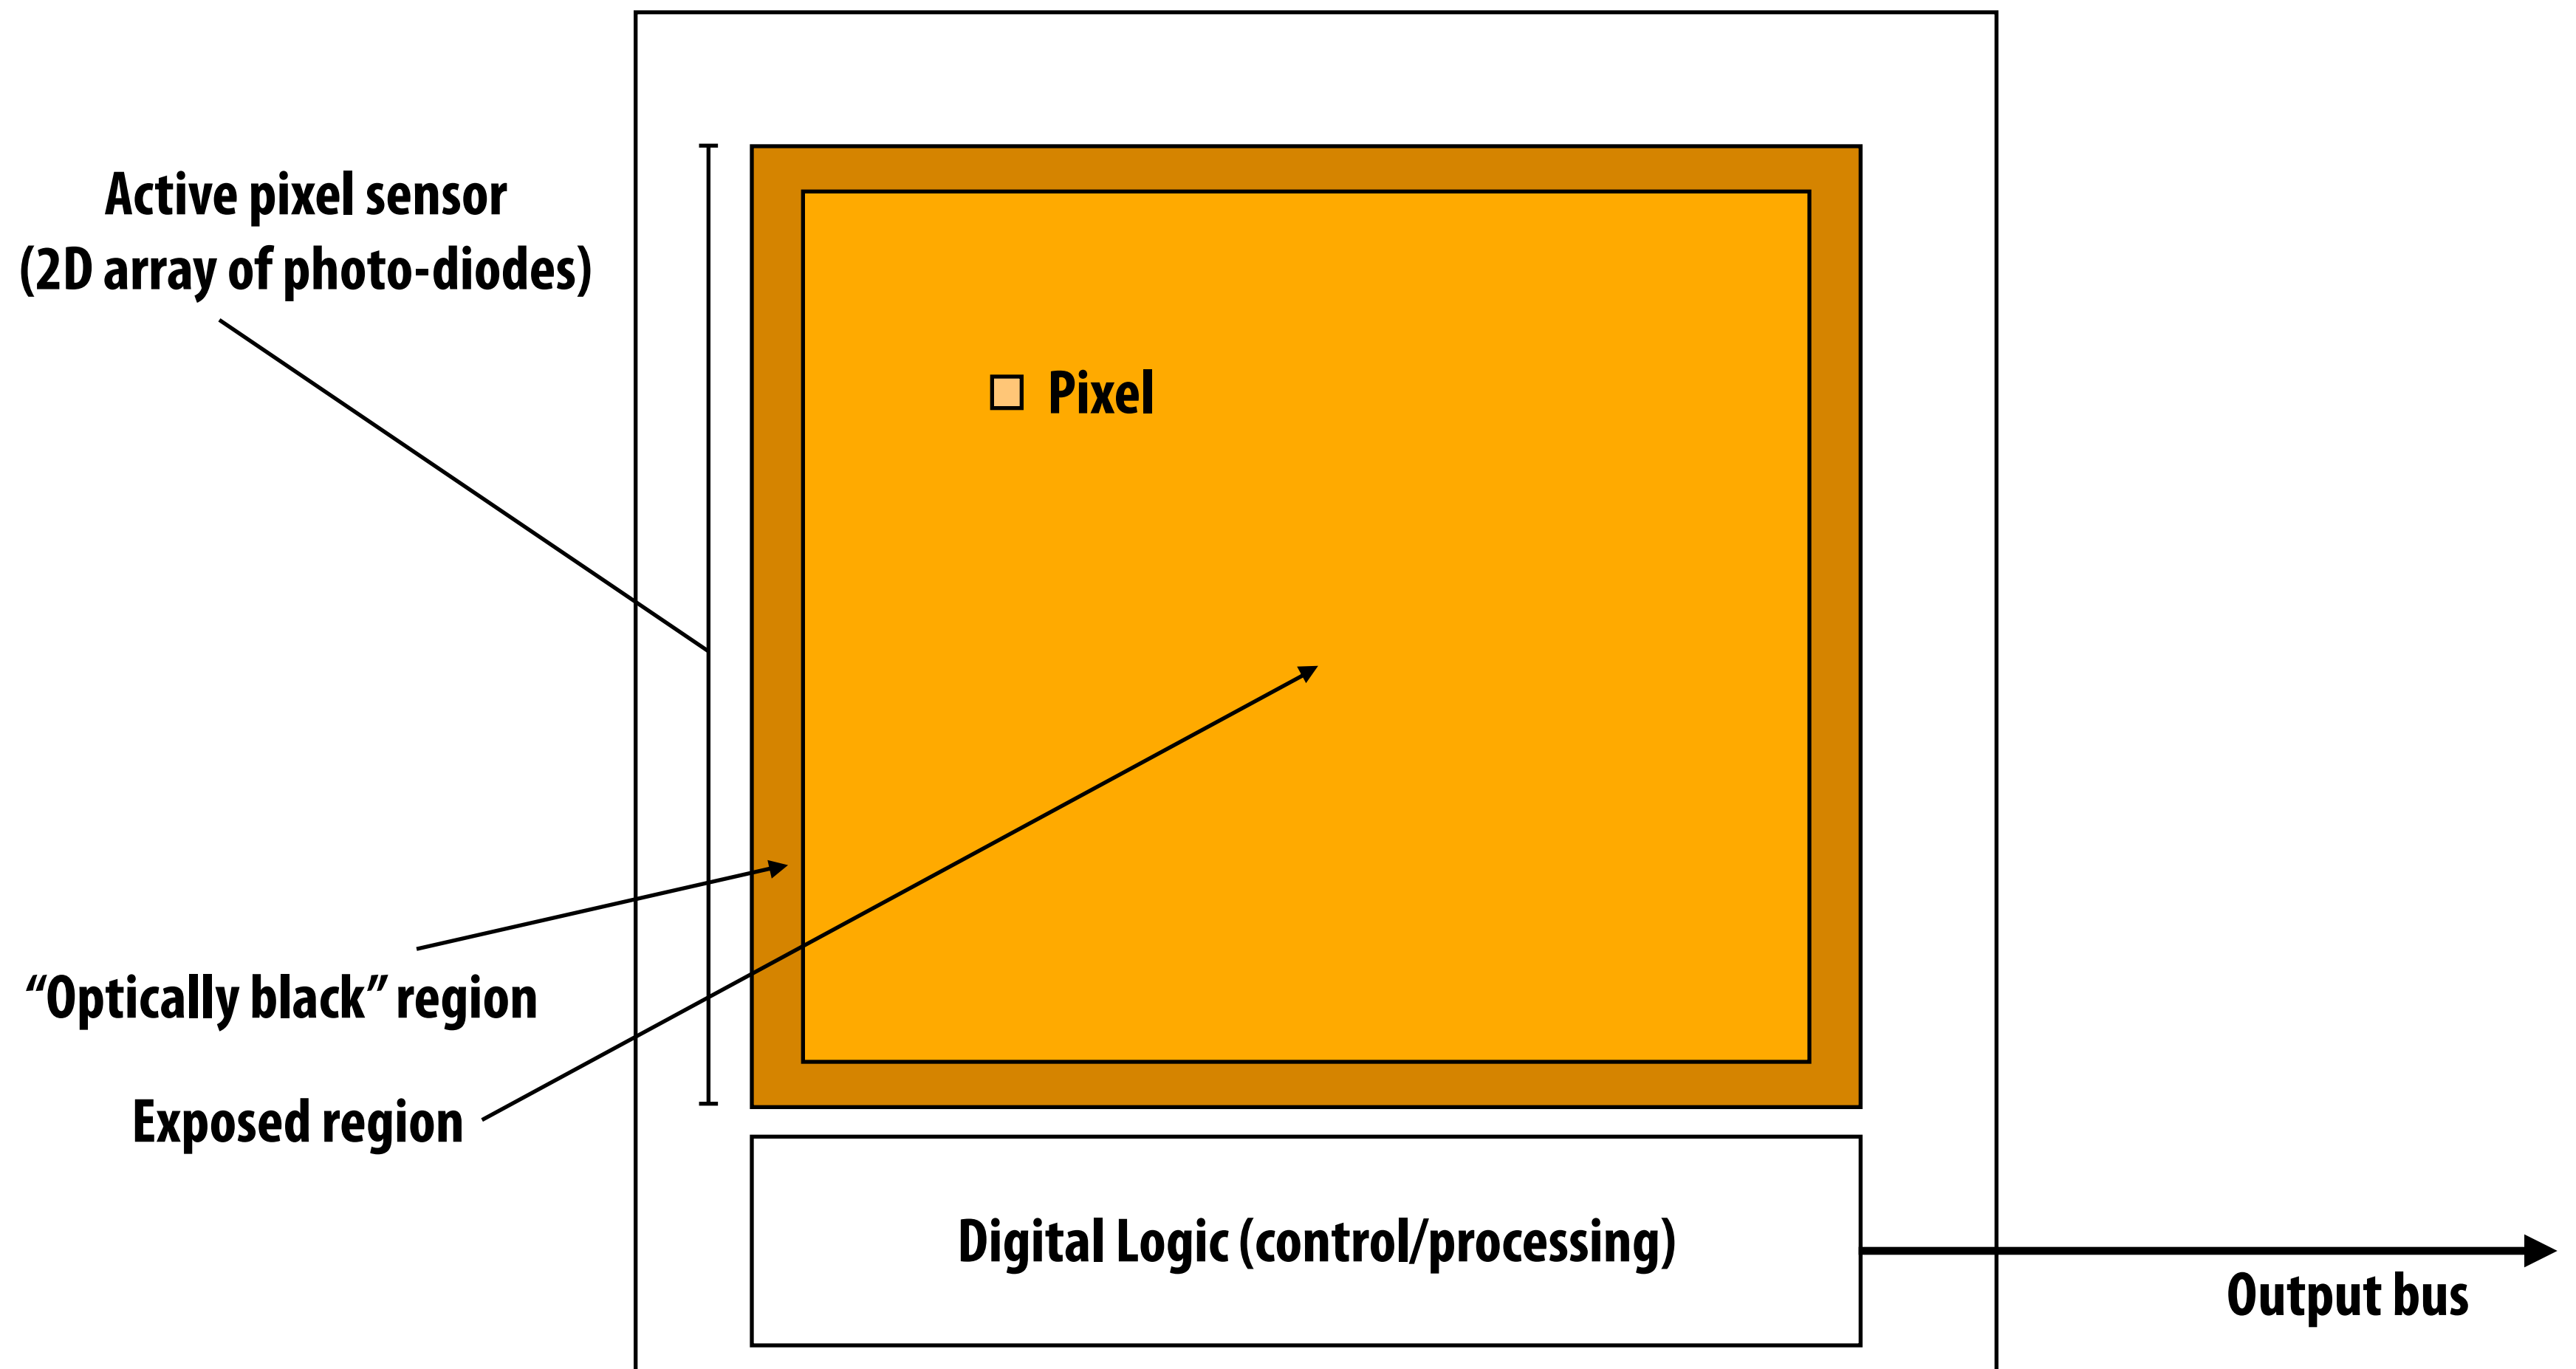 Active pixel sensor
(2D array of photo-diodes)
Pixel
“Optically black” region
Exposed region
Digital Logic (control/processing)
Output bus